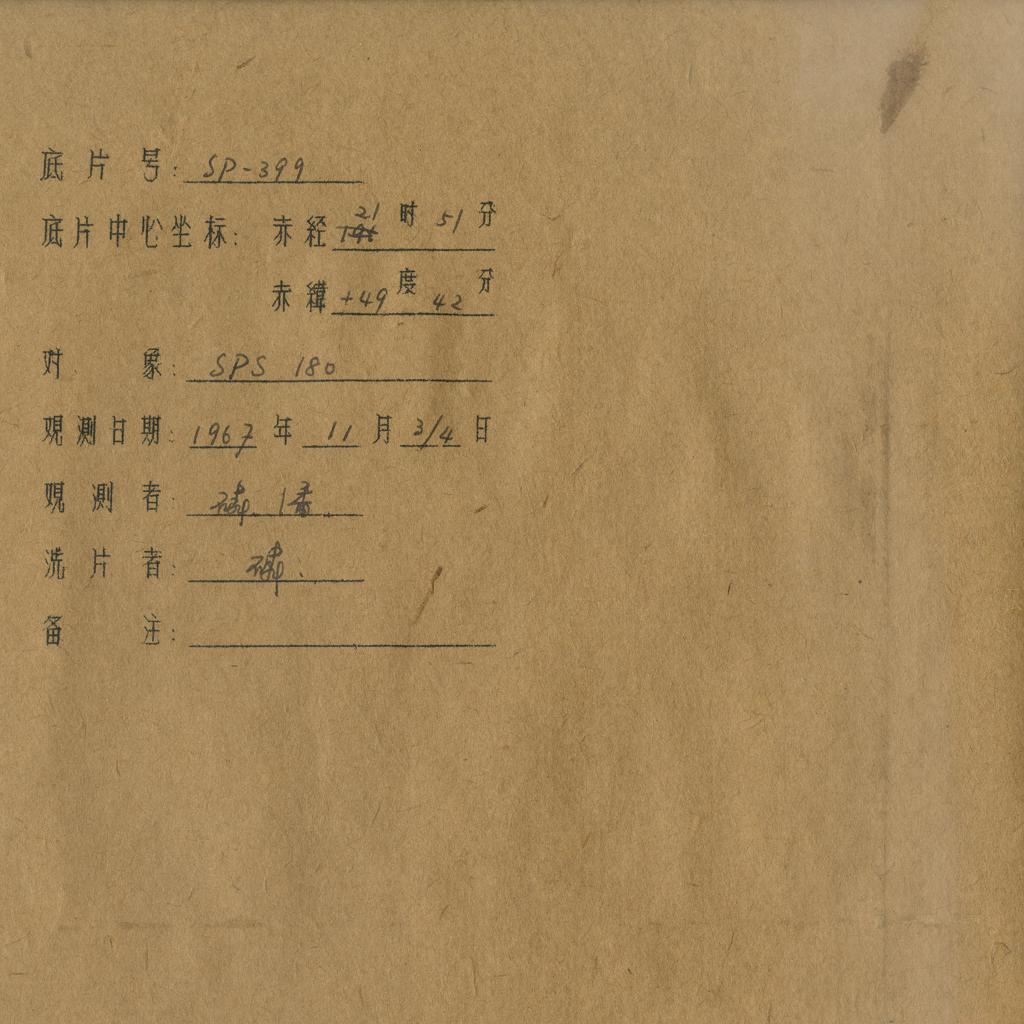 底片号: SP-399
底片中心坐标: 赤経 21 时 51 分
赤緯 +49 度 42 分
对象: SPS 180
观测日期: 1967 年 11 月 3/4 日
观测者:
洗片者:
备注: